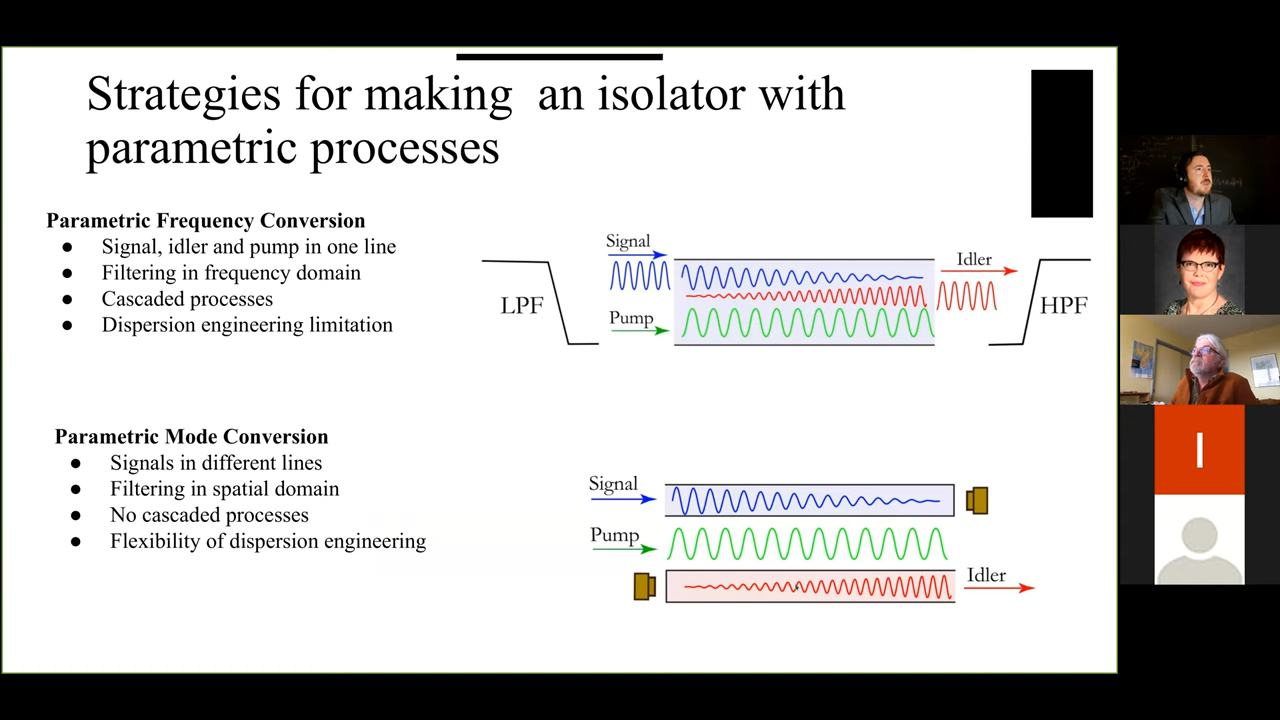 Strategies for making an isolator with
parametric processes
Parametric Frequency Conversion
● Signal, idler and pump in one line
● Filtering in frequency domain
● Cascaded processes
● Dispersion engineering limitation
LPF
Signal
Pump
Idler
HPF
Parametric Mode Conversion
● Signals in different lines
● Filtering in spatial domain
● No cascaded processes
● Flexibility of dispersion engineering
Signal
Pump
Idler
I